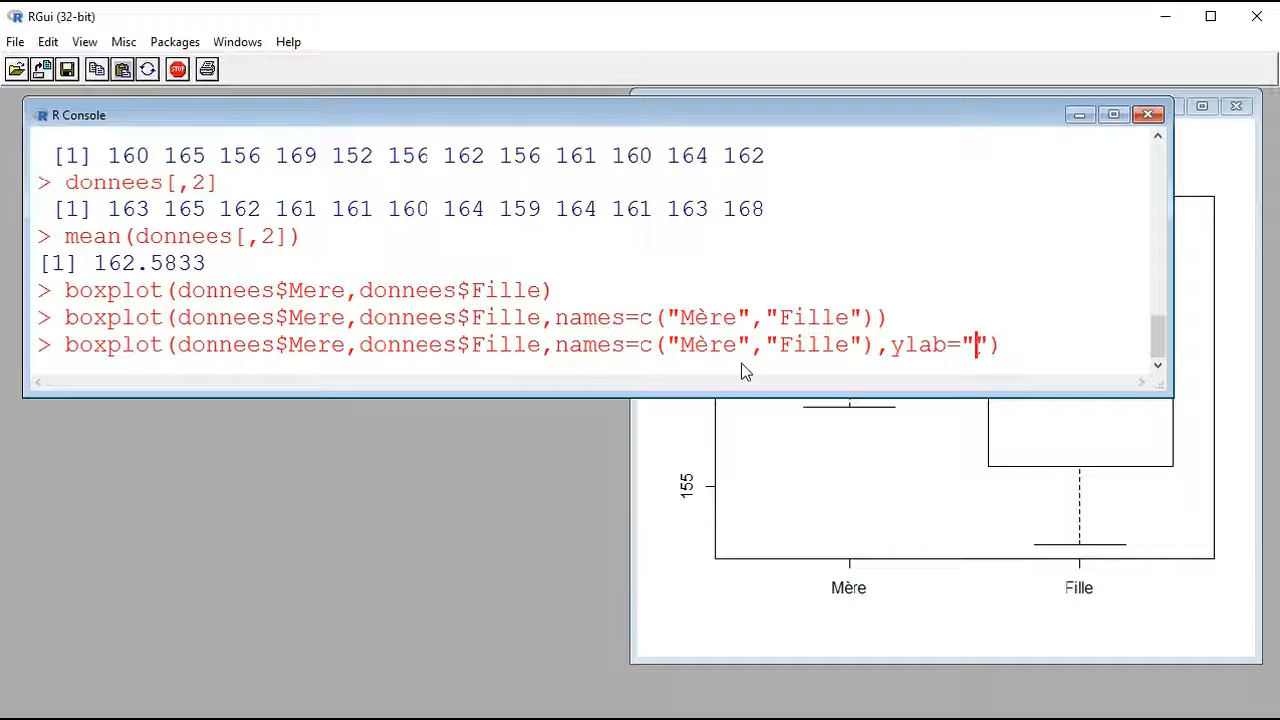 RGui (32-bit)
File Edit View Misc Packages Windows Help
R Console
[1] 160 165 156 169 152 156 162 156 161 160 164 162
> donnees[,2]
[1] 163 165 162 161 161 160 164 159 164 161 163 168
> mean(donnees[,2])
[1] 162.5833
> boxplot(donnees$Mere,donnees$Fille)
> boxplot(donnees$Mere,donnees$Fille,names=c("Mère","Fille"))
> boxplot(donnees$Mere,donnees$Fille,names=c("Mère","Fille"),ylab="")
155
Mère Fille